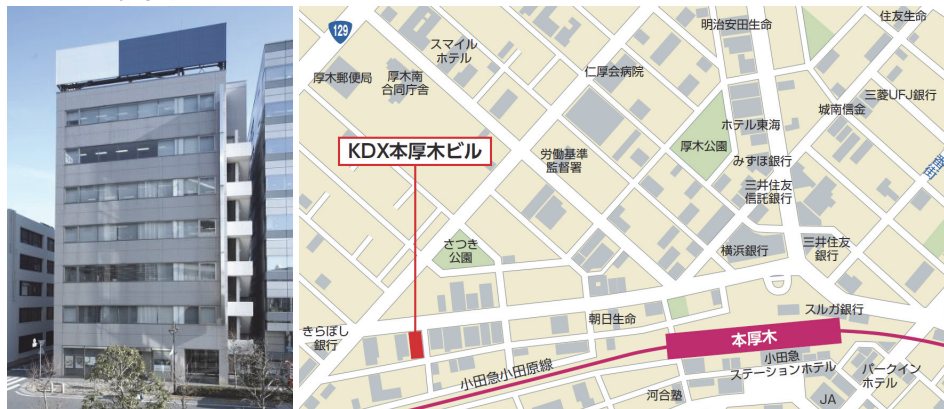 129
スマイル
ホテル
明治安田生命
住友生命
厚木郵便局
厚木南
合同庁舎
仁厚会病院
三菱UFJ銀行
城南信金
ホテル東海
厚木公園
みずほ銀行
KDX本厚木ビル
労働基準
監督署
三井住友
信託銀行
さつき
公園
横浜銀行
三井住友
銀行
スルガ銀行
朝日生命
きらぼし
銀行
本厚木
小田急小田原線
小田急
ステーションホテル
パークイン
ホテル
河合塾
JA